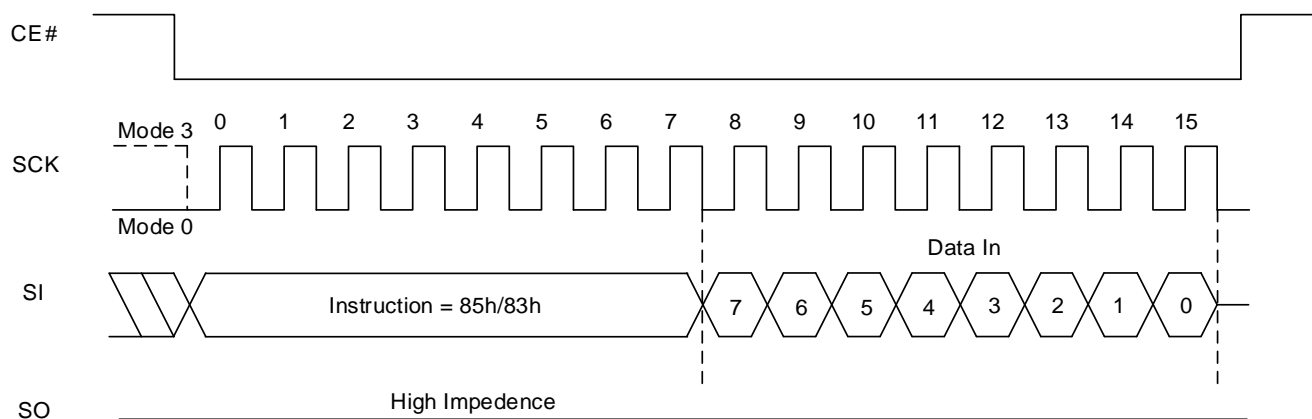 CE#
Mode 3
0 1 2 3 4 5 6 7 8 9 10 11 12 13 14 15
SCK
Mode 0
Data In
SI
Instruction = 85h/83h
7 6 5 4 3 2 1 0
High Impedence
SO